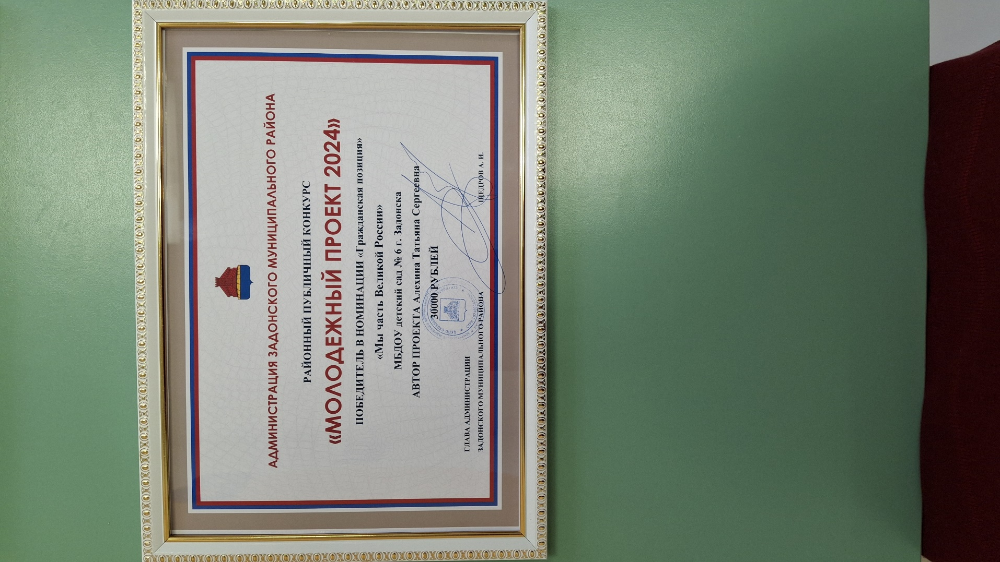 АДМИНИСТРАЦИЯ ЗАДОНСКОГО МУНИЦИПАЛЬНОГО РАЙОНА
РАЙОННЫЙ ПУБЛИЧНЫЙ КОНКУРС
«МОЛОДЕЖНЫЙ ПРОЕКТ 2024»
ПОБЕДИТЕЛЬ В НОМИНАЦИИ «Гражданская позиция»
«Мы часть Великой России»
МБДОУ детский сад № 6 г. Задонска
АВТОР ПРОЕКТА Алехина Татьяна Сергеевна
30000 РУБЛЕЙ
ГЛАВА АДМИНИСТРАЦИИ
ЗАДОНСКОГО МУНИЦИПАЛЬНОГО РАЙОНА ЩЕДРОВ А. И.